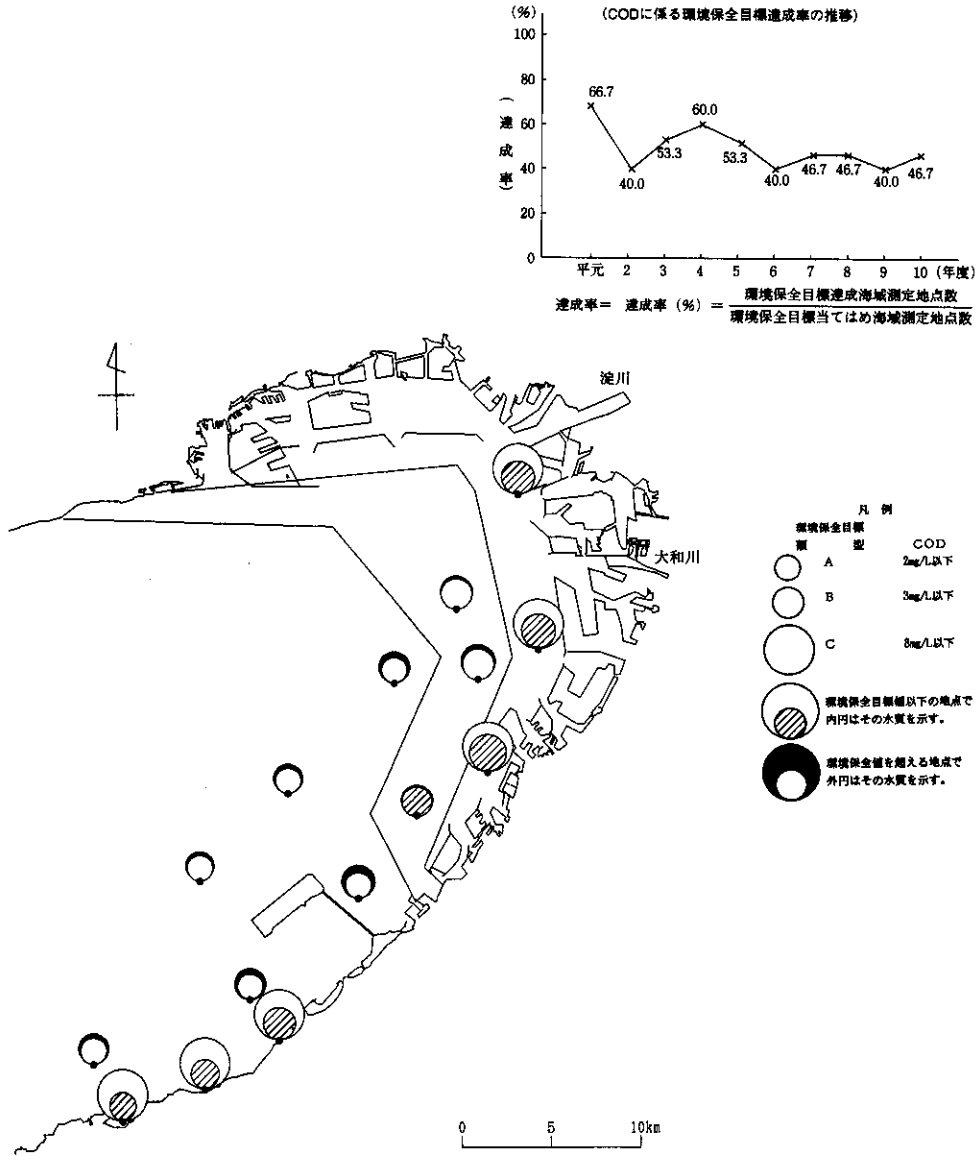 (CODに係る環境保全目標達成率の推移)
(%)
100
80
60
40
20
0
(達成率)
66.7
40.0
53.3
60.0
53.3
40.0
46.7
46.7
40.0
46.7
平元 2 3 4 5 6 7 8 9 10 (年度)
達成率= 達成率(%)= 環境保全目標達成海域測定地点数
環境保全目標当てはめ海域測定地点数
淀川
大和川
凡 例
環境保全目標
類 型 COD
A 2mg/L以下
B 3mg/L以下
C 8mg/L以下
環境保全目標値以下の地点で
内円はその水質を示す。
環境保全値を超える地点で
外円はその水質を示す。
0 5 10km